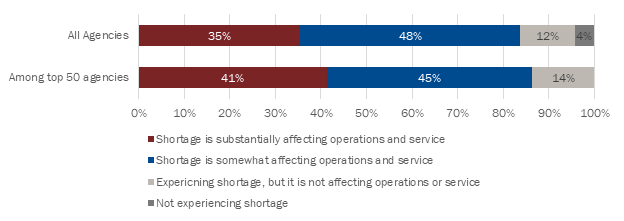 All Agencies 35% 48% 12% 4%
Among top 50 agencies 41% 45% 14%
0% 10% 20% 30% 40% 50% 60% 70% 80% 90% 100%
Shortage is substantially affecting operations and service
Shortage is somewhat affecting operations and service
Expericning shortage, but it is not affecting operations or service
Not experiencing shortage